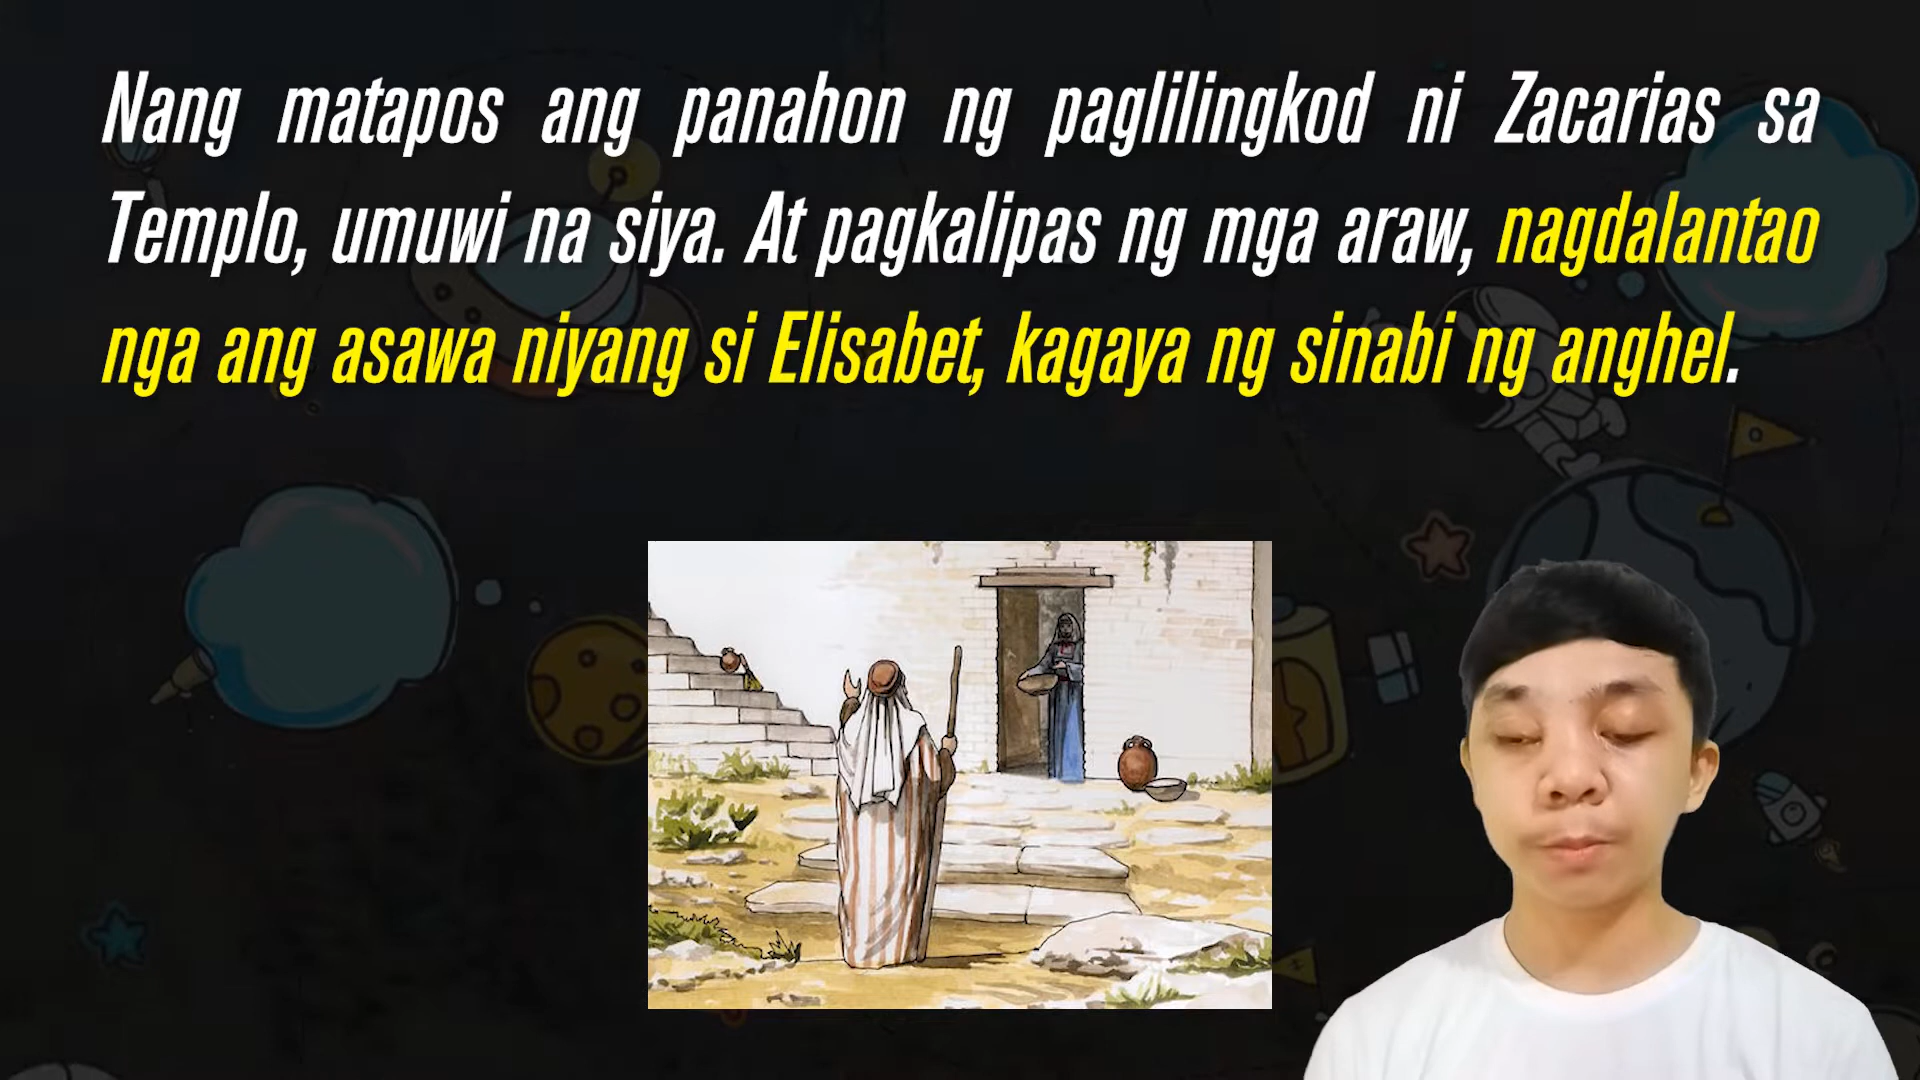 Nang matapos ang panahon ng paglilingkod ni Zacarias sa
Templo, umuwi na siya. At pagkalipas ng mga araw, nagdalantao
nga ang asawa niyang si Elisabet, kagaya ng sinabi ng anghel.